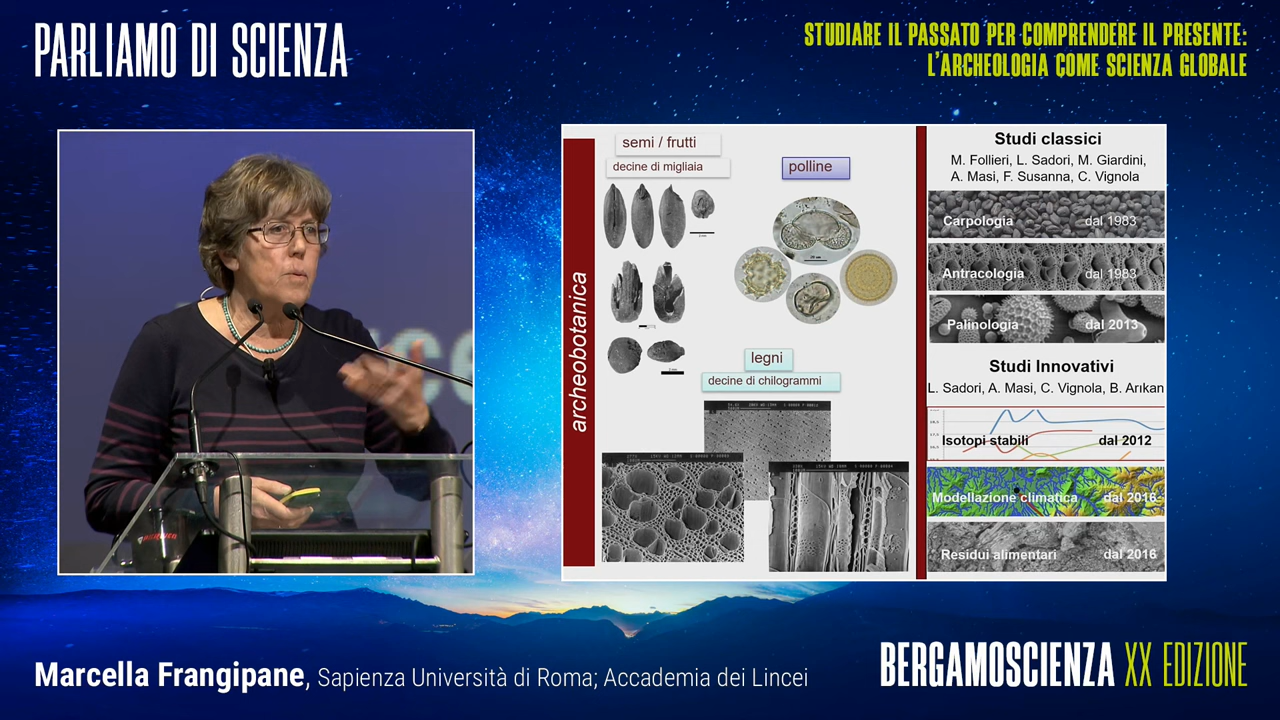 PARLIAMO DI SCIENZA
STUDIARE IL PASSATO PER COMPRENDERE IL PRESENTE:
L'ARCHEOLOGIA COME SCIENZA GLOBALE
archeobotanica
semi / frutti
decine di migliaia
polline
legni
decine di chilogrammi
Studi classici
M. Follieri, L. Sadori, M. Giardini,
A. Masi, F. Susanna, C. Vignola
Carpologia dal 1983
Antracologia dal 1983
Palinologia dal 2013
Studi Innovativi
L. Sadori, A. Masi, C. Vignola, B. Arıkan
Isotopi stabili dal 2012
Modellazione climatica dal 2016
Residui alimentari dal 2016
Marcella Frangipane, Sapienza Università di Roma; Accademia dei Lincei
BERGAMOSCIENZA XX EDIZIONE